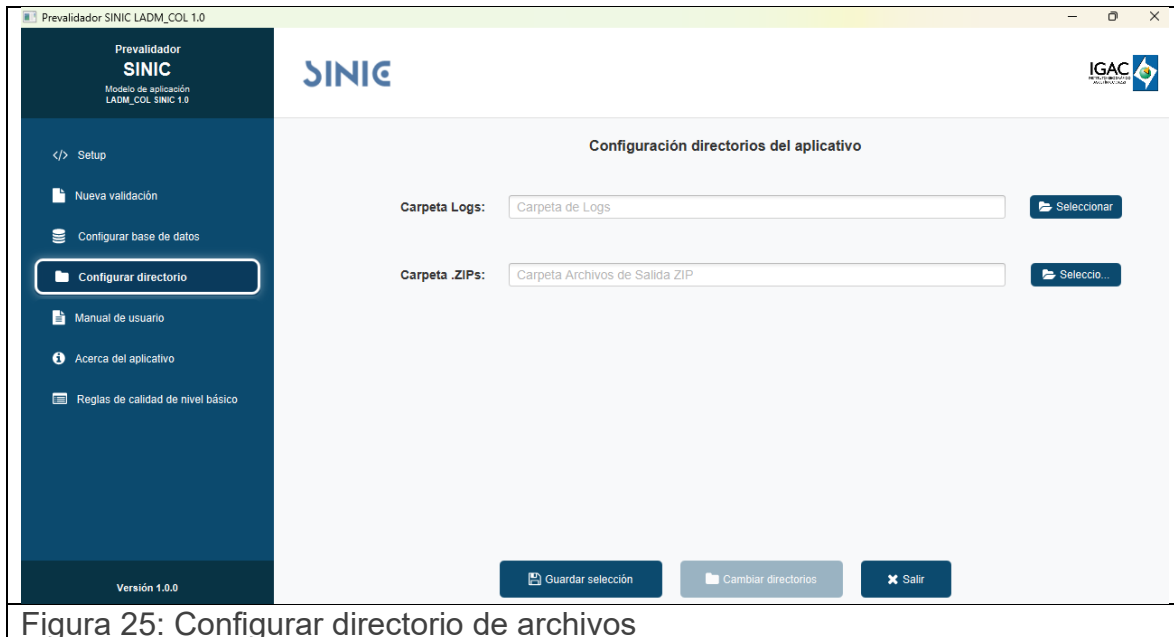 Prevalidador SINIC LADM_COL 1.0
Prevalidador
SINIC
Modelo de aplicación
LADM_COL SINIC 1.0
SINIC
IGAC
Setup
Nueva validación
Configurar base de datos
Configurar directorio
Manual de usuario
Acerca del aplicativo
Reglas de calidad de nivel básico
Versión 1.0.0
Configuración directorios del aplicativo
Carpeta Logs: Carpeta de Logs Seleccionar
Carpeta .ZIPs: Carpeta Archivos de Salida ZIP Seleccio...
Guardar selección Cambiar directorios Salir
Figura 25: Configurar directorio de archivos